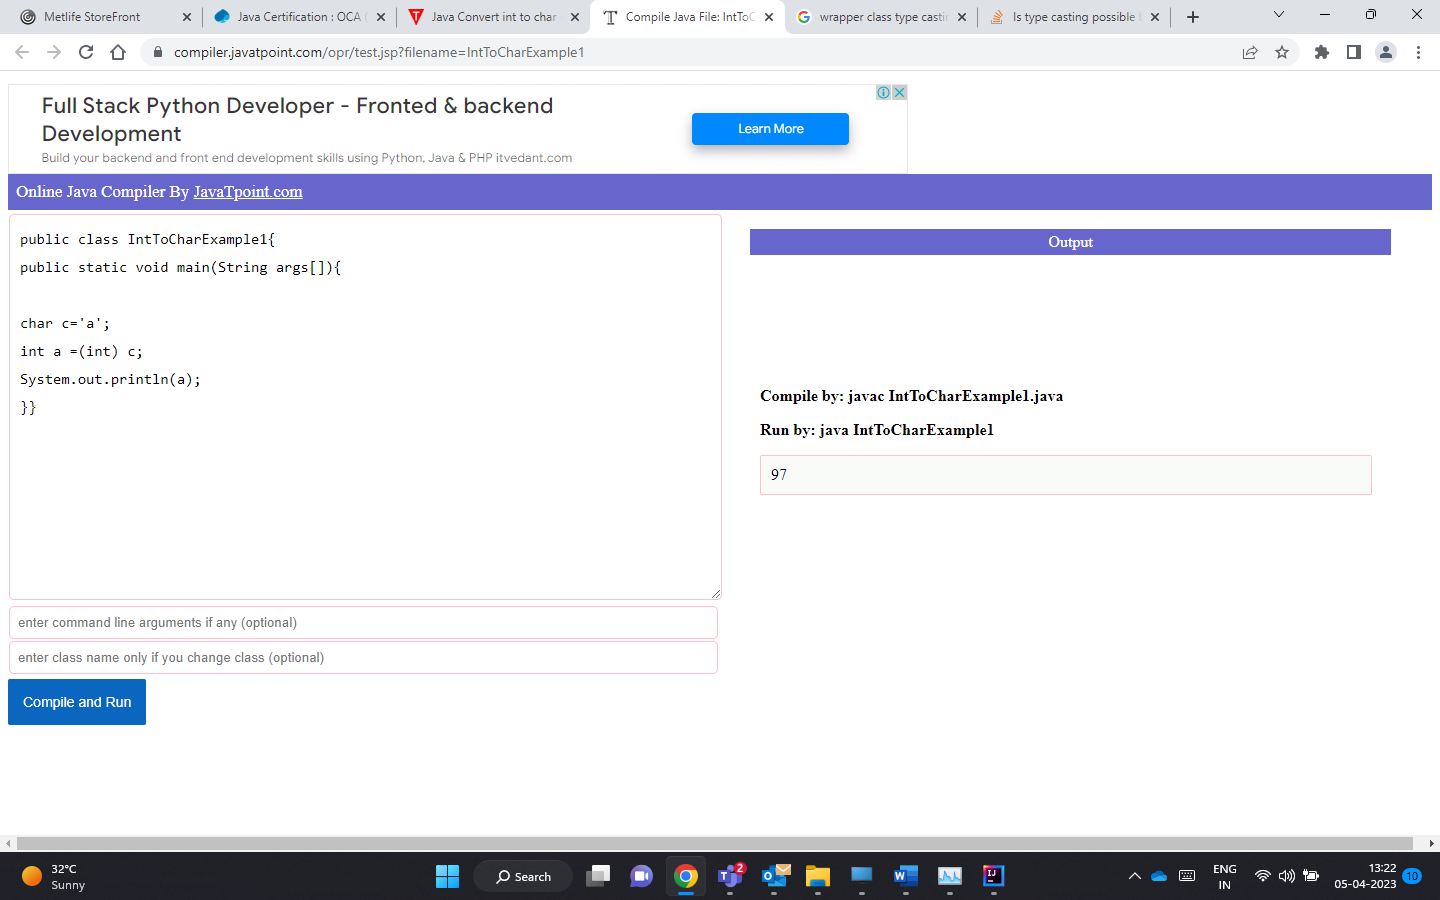 Metlife StoreFront
Java Certification : OCA
Java Convert int to char
Compile Java File: IntToC
wrapper class type casti
Is type casting possible
compiler.javatpoint.com/opr/test.jsp?filename=IntToCharExample1
Full Stack Python Developer - Fronted & backend
Development
Build your backend and front end development skills using Python, Java & PHP itvedant.com
Learn More
Online Java Compiler By JavaTpoint.com
public class IntToCharExample1{
public static void main(String args[]){
char c='a';
int a =(int) c;
System.out.println(a);
}}
enter command line arguments if any (optional)
enter class name only if you change class (optional)
Compile and Run
Output
Compile by: javac IntToCharExample1.java
Run by: java IntToCharExample1
97
32°C
Sunny
Search
2
ENG
IN
13:22
05-04-2023
10